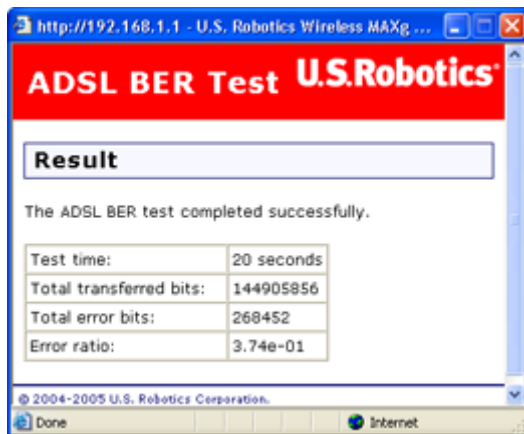 http://192.168.1.1 - U.S. Robotics Wireless MAXg ...
ADSL BER Test U.S.Robotics
Result
The ADSL BER test completed successfully.
Test time: 20 seconds
Total transferred bits: 144905856
Total error bits: 268452
Error ratio: 3.74e-01
© 2004-2005 U.S. Robotics Corporation.
Done Internet